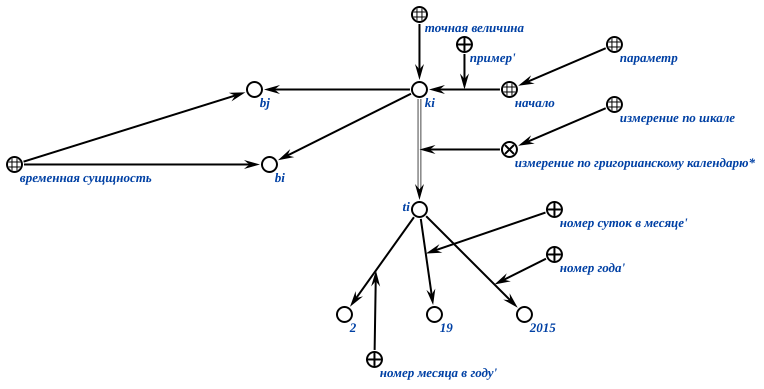 точная величина
пример'
параметр
bj
ki
начало
измерение по шкале
измерение по григорианскому календарю*
временная сущщность
bi
ti
номер суток в месяце'
номер года'
2
19
2015
номер месяца в году'